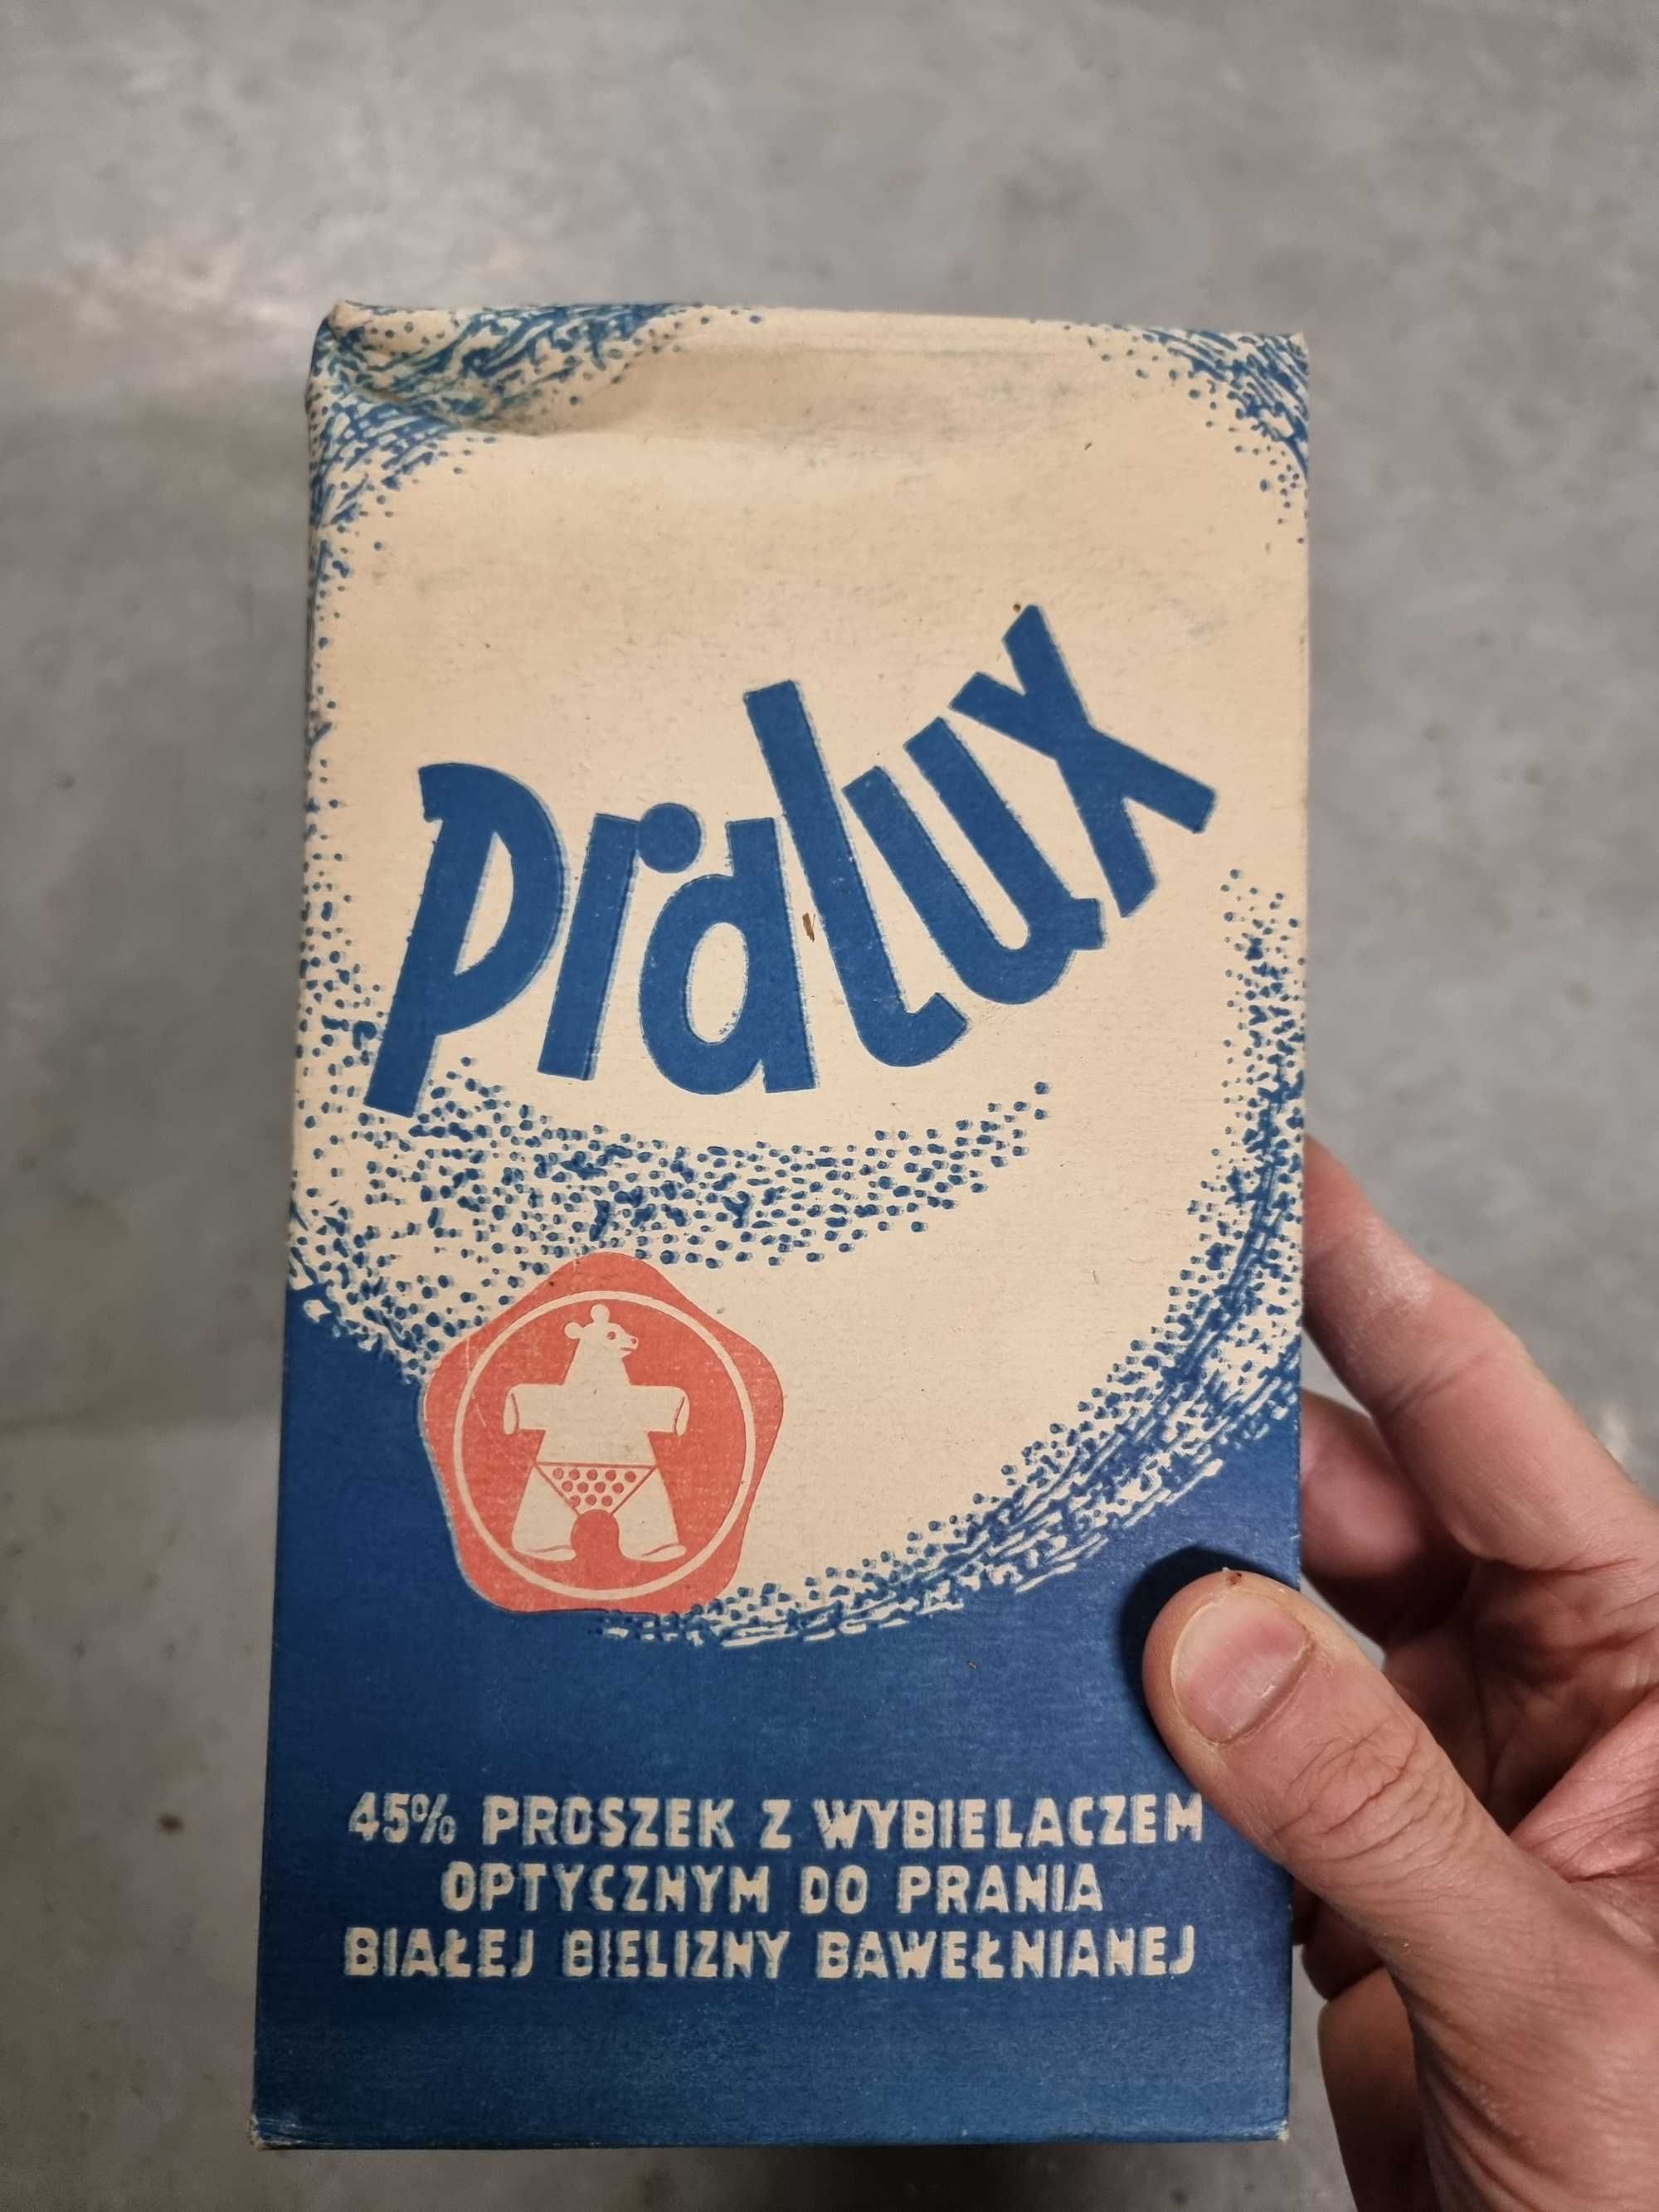 Pralux
45% PROSZEK Z WYBIELACZEM
OPTYCZNYM DO PRANIA
BIAŁEJ BIELIZNY BAWEŁNIANEJ